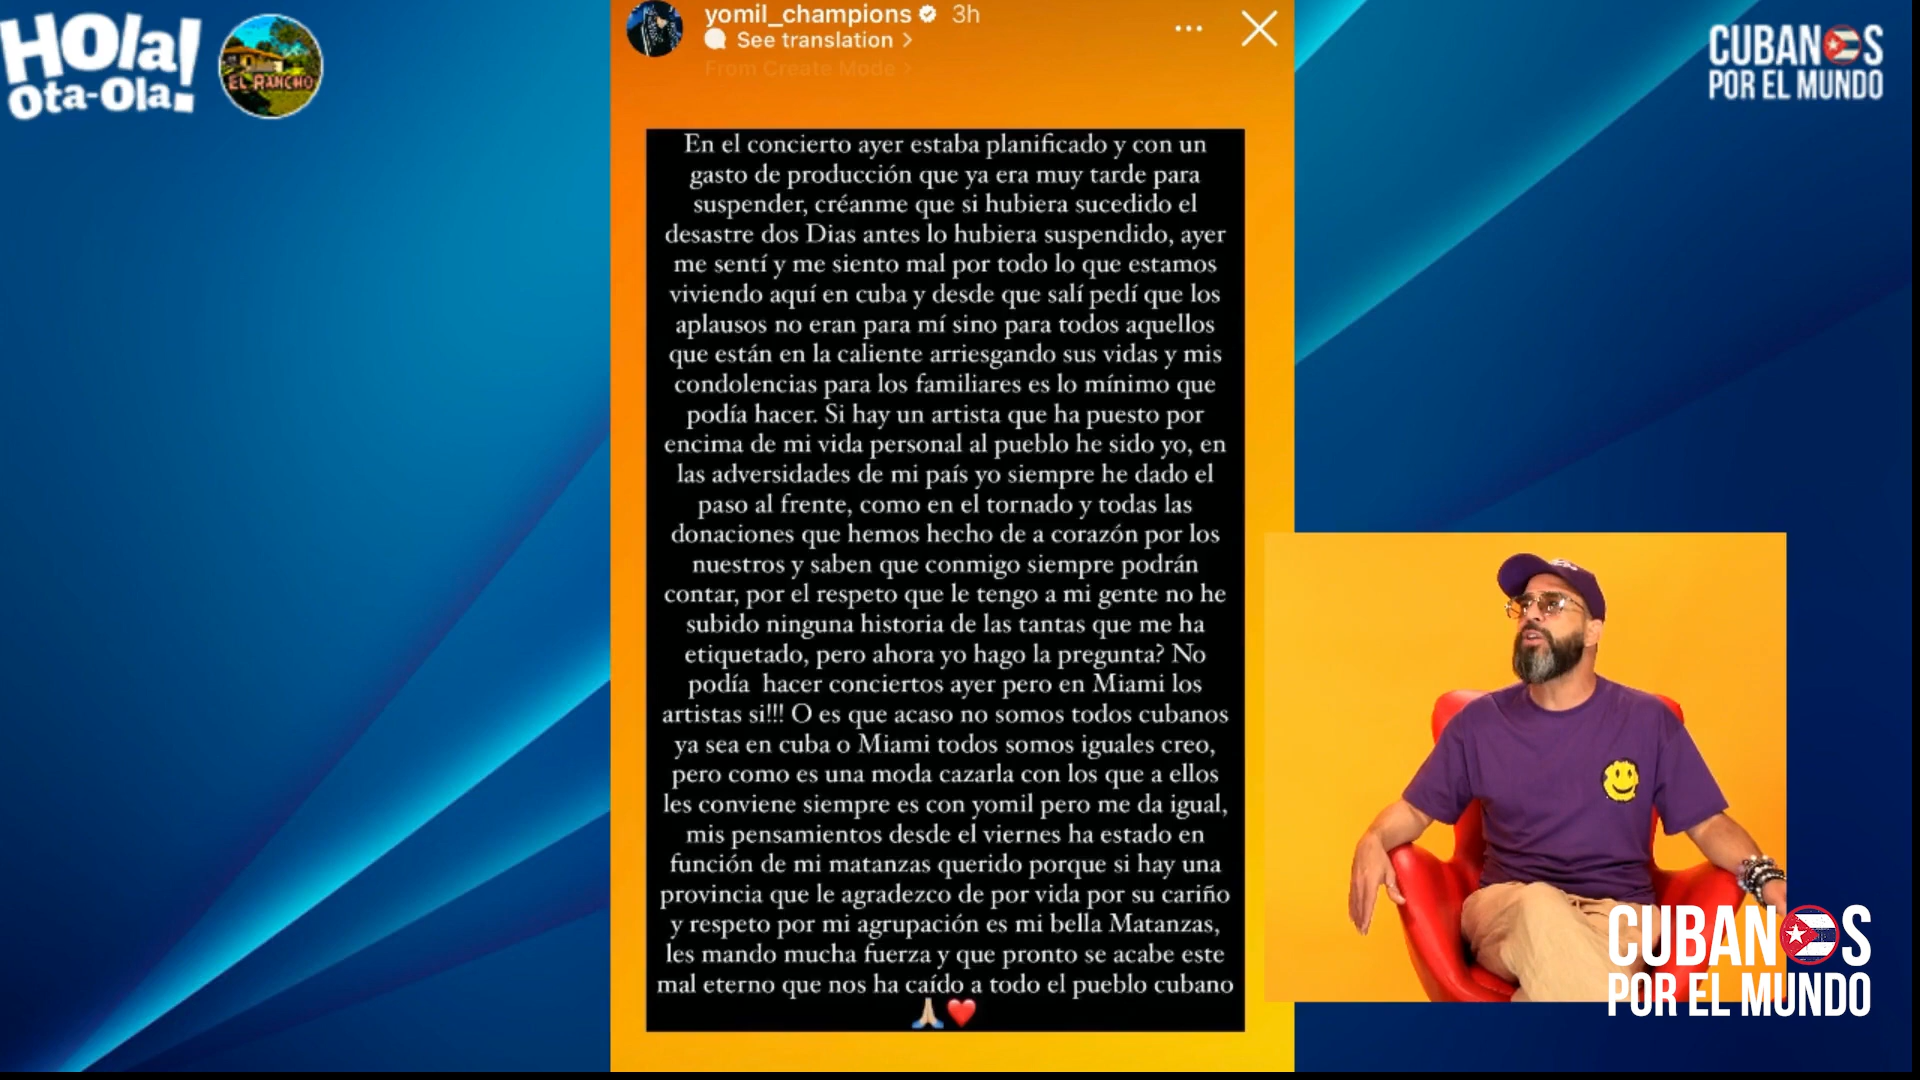 HOla!
Ota-Ola!
EL RANCHO
yomil_champions 3h
See translation >
From Create Mode >
CUBANOS
POR EL MUNDO
En el concierto ayer estaba planificado y con un
gasto de producción que ya era muy tarde para
suspender, créanme que si hubiera sucedido el
desastre dos Dias antes lo hubiera suspendido, ayer
me sentí y me siento mal por todo lo que estamos
viviendo aquí en cuba y desde que salí pedí que los
aplausos no eran para mí sino para todos aquellos
que están en la caliente arriesgando sus vidas y mis
condolencias para los familiares es lo mínimo que
podía hacer. Si hay un artista que ha puesto por
encima de mi vida personal al pueblo he sido yo, en
las adversidades de mi país yo siempre he dado el
paso al frente, como en el tornado y todas las
donaciones que hemos hecho de a corazón por los
nuestros y saben que conmigo siempre podrán
contar, por el respeto que le tengo a mi gente no he
subido ninguna historia de las tantas que me ha
etiquetado, pero ahora yo hago la pregunta? No
podía  hacer conciertos ayer pero en Miami los
artistas si!!! O es que acaso no somos todos cubanos
ya sea en cuba o Miami todos somos iguales creo,
pero como es una moda cazarla con los que a ellos
les conviene siempre es con yomil pero me da igual,
mis pensamientos desde el viernes ha estado en
función de mi matanzas querido porque si hay una
provincia que le agradezco de por vida por su cariño
y respeto por mi agrupación es mi bella Matanzas,
les mando mucha fuerza y que pronto se acabe este
mal eterno que nos ha caído a todo el pueblo cubano
🙏🏼❤️
CUBANOS
POR EL MUNDO